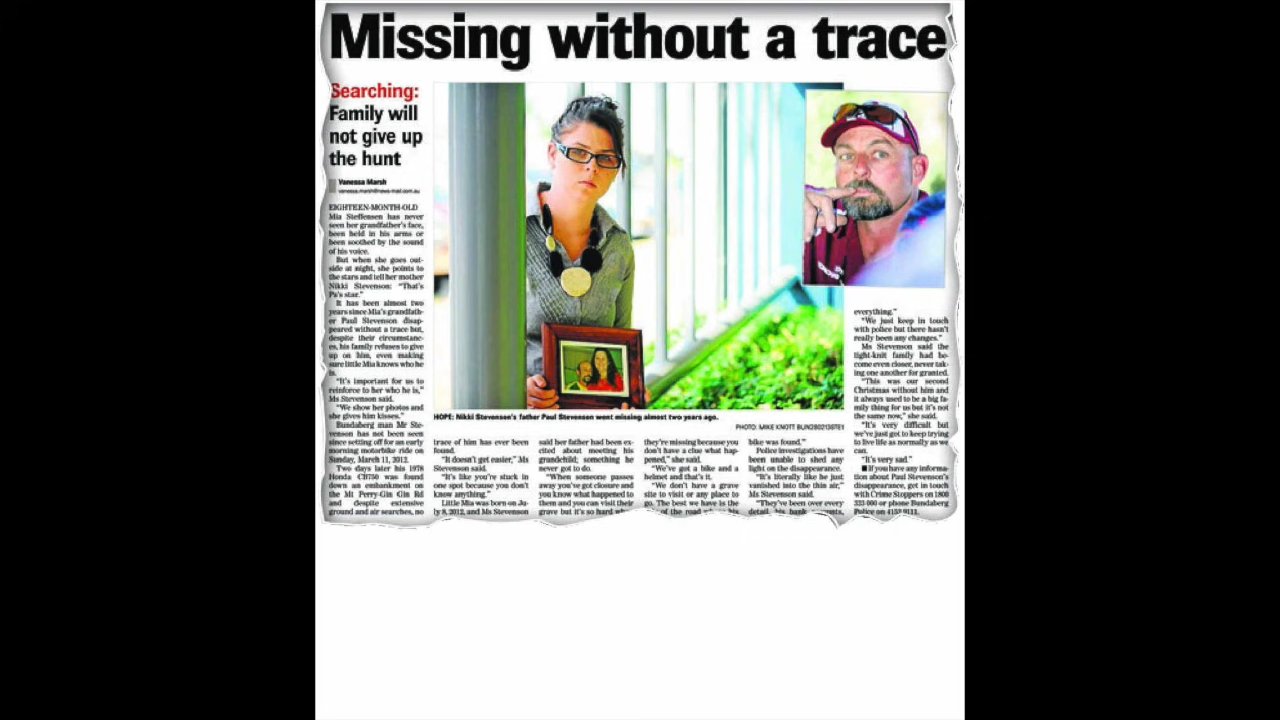 Missing without a trace
Searching:
Family will
not give up
the hunt
Vanessa Marsh
vanessa.marsh@news-mail.com.au
EIGHTEEN-MONTH-OLD
Mia Steffensen has never
seen her grandfather's face,
been held in his arms or
been soothed by the sound
of his voice.
But when she goes out-
side at night, she points to
the stars and tell her mother
Nikki Stevenson: "That's
Pa's star."
It has been almost two
years since Mia's grandfath-
er Paul Stevenson disap-
peared without a trace but,
despite their circumstanc-
es, his family refuses to give
up on him, even making
sure little Mia knows who he
is.
"It's important for us to
reinforce to her who he is,"
Ms Stevenson said.
"We show her photos and
she gives him kisses."
Bundaberg man Mr Ste-
venson has not been seen
since setting off for an early
morning motorbike ride on
Sunday, March 11, 2012.
Two days later his 1978
Honda CB750 was found
down an embankment on
the Mt Perry-Gin Gin Rd
and despite extensive
ground and air searches, no
HOPE: Nikki Stevenson's father Paul Stevenson went missing almost two years ago.
PHOTO: MIKE KNOTT
trace of him has ever been
found.
"It doesn't get easier," Ms
Stevenson said.
"It's like you're stuck in
one spot because you don't
know anything."
Little Mia was born on Ju-
ly 8, 2012, and Ms Stevenson
said her father had been ex-
cited about meeting his
grandchild; something he
never got to do.
"When someone passes
away you've got closure and
you know what happened to
them and you can visit their
grave but it's so hard when
they're missing because you
don't have a clue what hap-
pened," she said.
"We've got a bike and a
helmet and that's it.
"We don't have a grave
site to visit or any place to
go. The best we have is the
of the road where his
bike was found."
Police investigations have
been unable to shed any
light on the disappearance.
"It's literally like he just
vanished into the thin air,"
Ms Stevenson said.
"They've been over every
detail, his bank accounts,
everything."
"We just keep in touch
with police but there hasn't
really been any changes."
Ms Stevenson said the
tight-knit family had be-
come even closer, never tak-
ing one another for granted.
"This was our second
Christmas without him and
it always used to be a big fa-
mily thing for us but it's not
the same now," she said.
"It's very difficult but
we've just got to keep trying
to live life as normally as we
can.
"It's very sad."
■ If you have any informa-
tion about Paul Stevenson's
disappearance, get in touch
with Crime Stoppers on 1800
333 000 or phone Bundaberg
Police on 4153 9111.